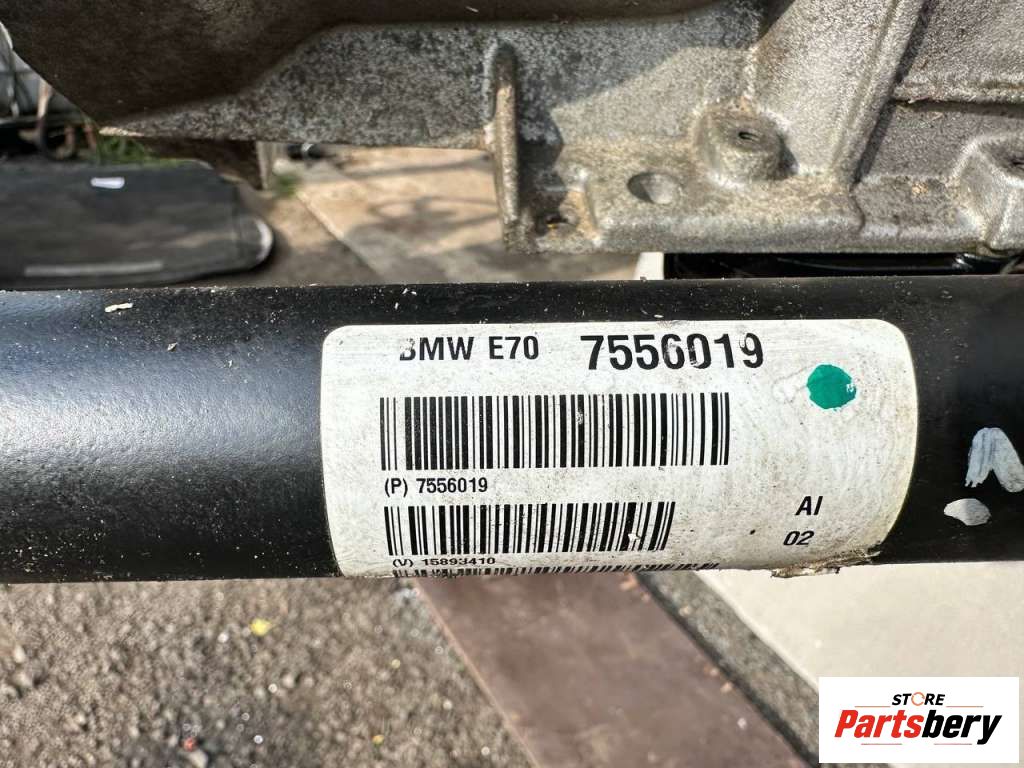 BMW E70 7556019
(P) 7556019
AI
(V) 15893410
02
STORE
Partsbery